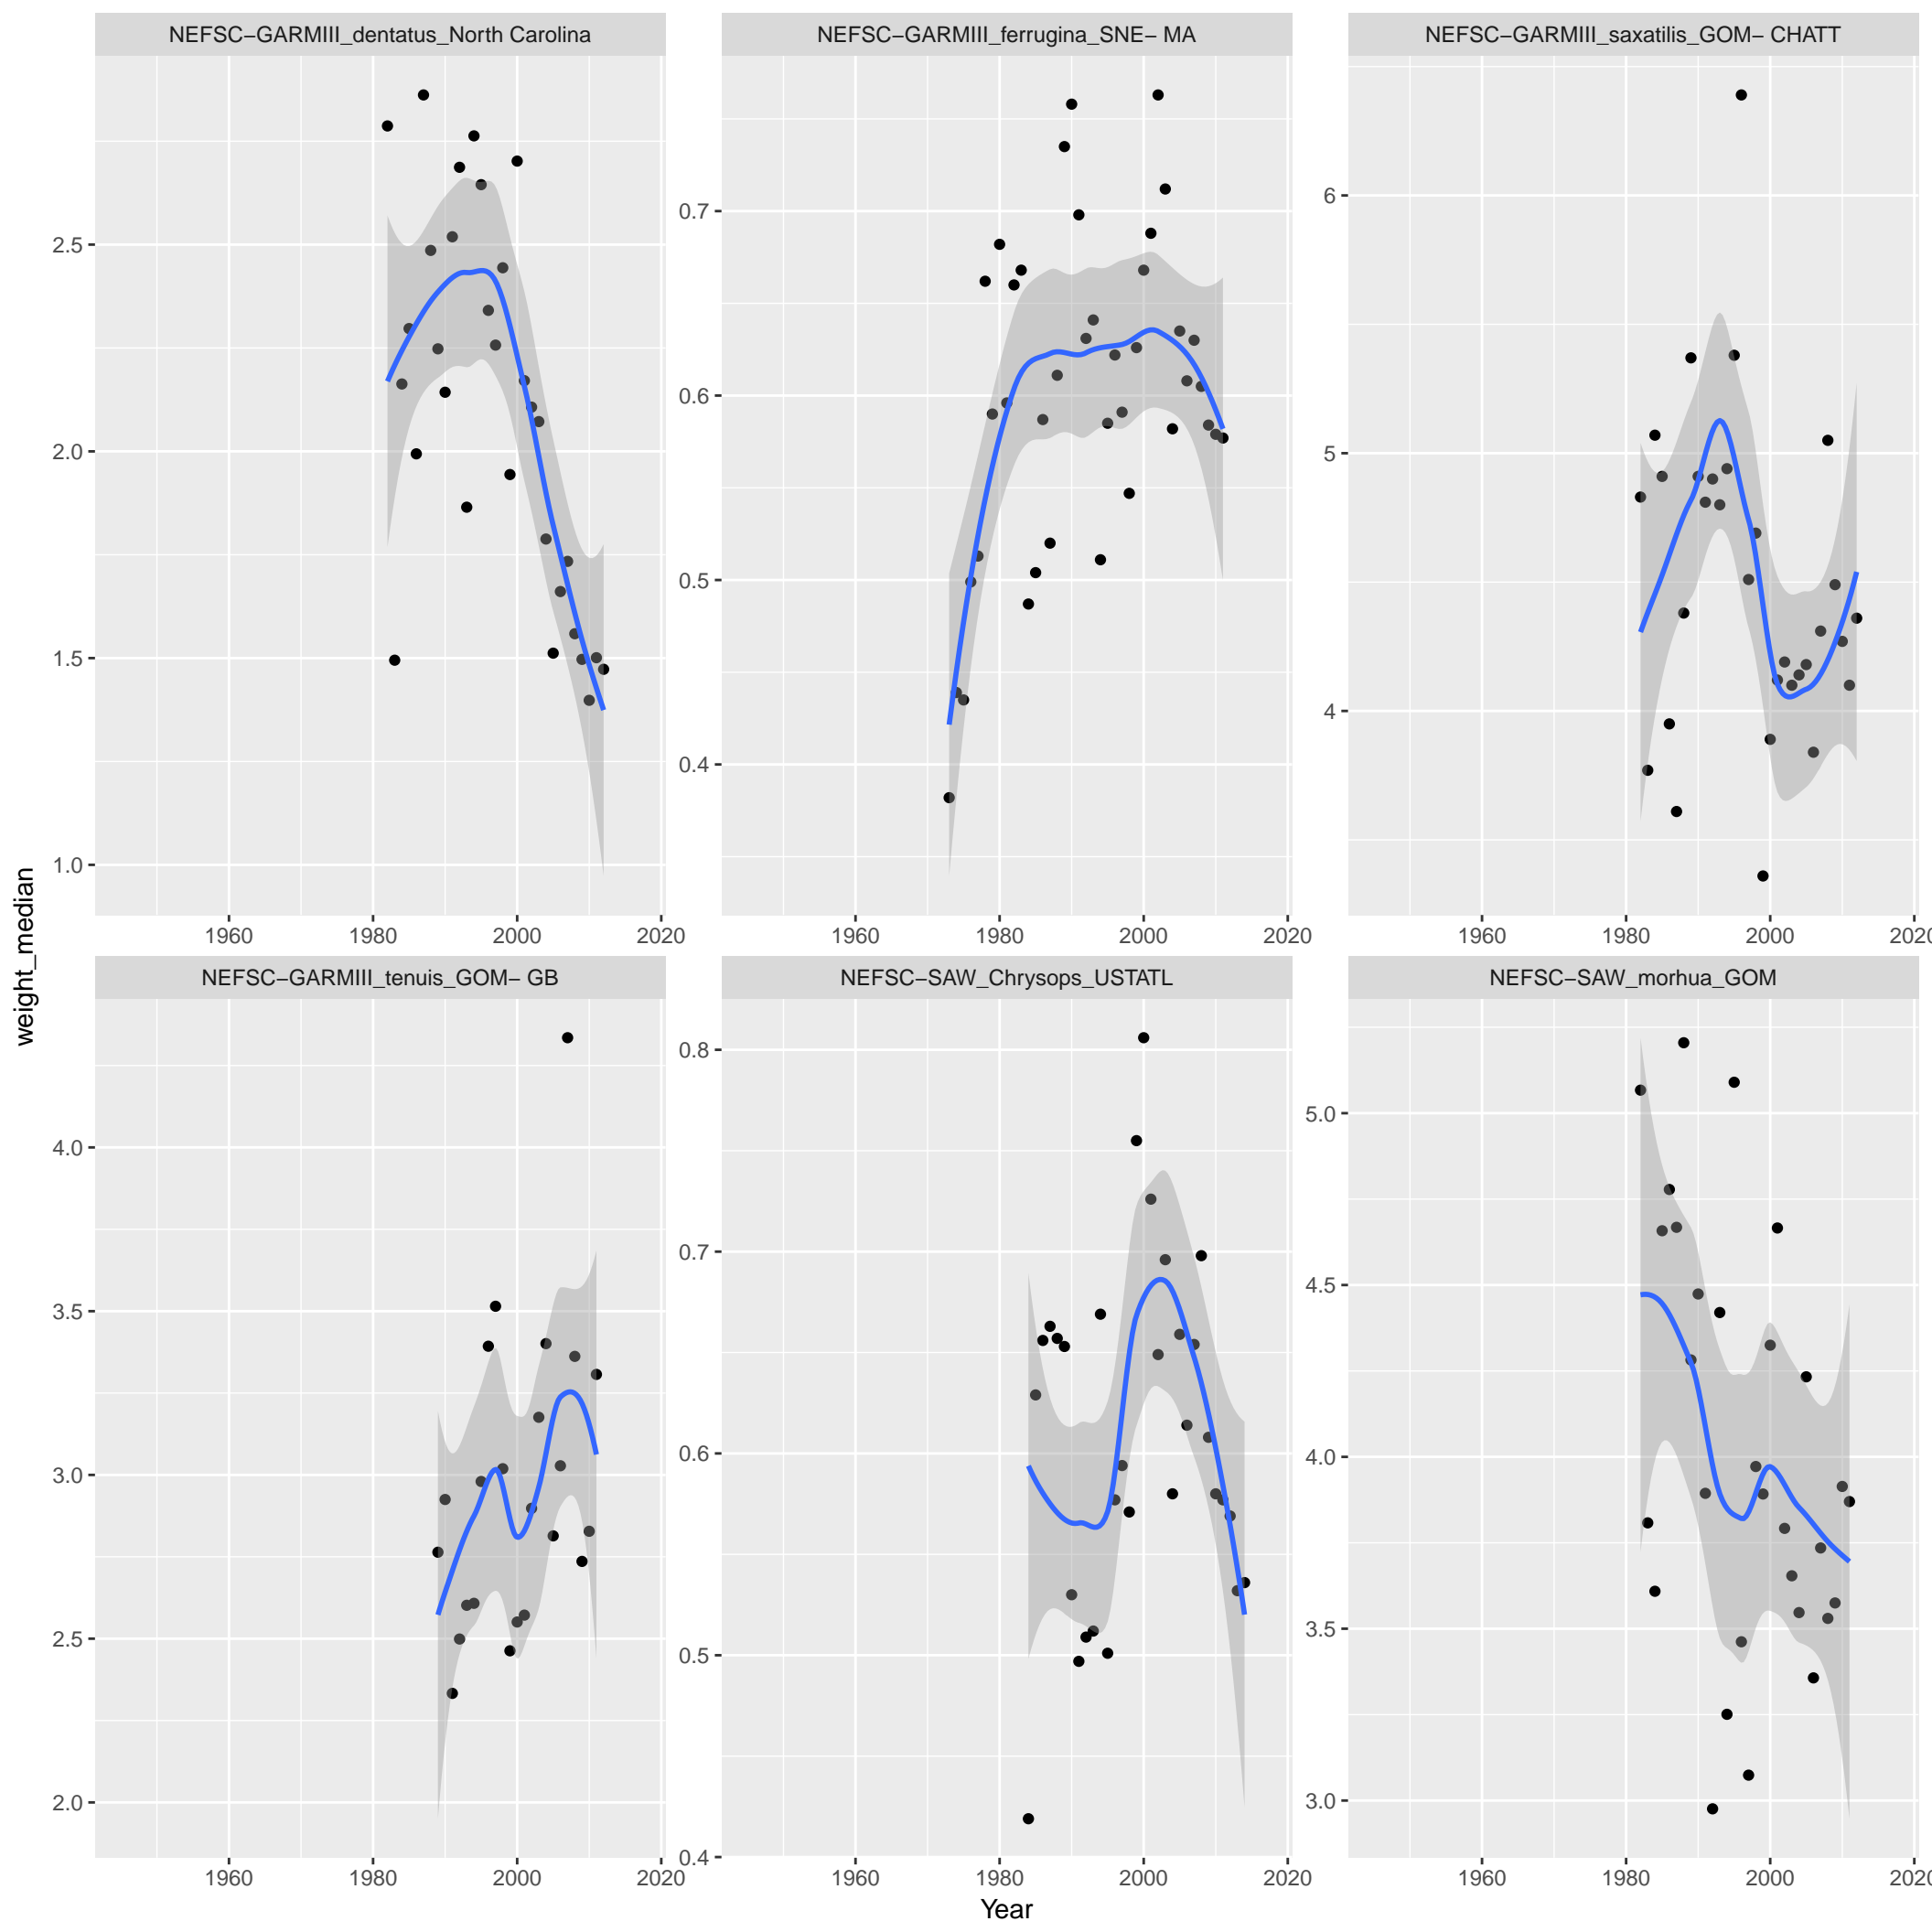 NEFSC−GARMIII_dentatus_North Carolina
NEFSC−GARMIII_ferrugina_SNE− MA
NEFSC−GARMIII_saxatilis_GOM− CHATT
2.5
2.0
1.5
1.0
0.7
0.6
0.5
0.4
6
5
4
1960 1980 2000 2020
1960 1980 2000 2020
1960 1980 2000 202
weight_median
NEFSC−GARMIII_tenuis_GOM− GB
NEFSC−SAW_Chrysops_USTATL
NEFSC−SAW_morhua_GOM
4.0
3.5
3.0
2.5
2.0
0.8
0.7
0.6
0.5
0.4
5.0
4.5
4.0
3.5
3.0
1960 1980 2000 2020
1960 1980 2000 2020
1960 1980 2000 202
Year